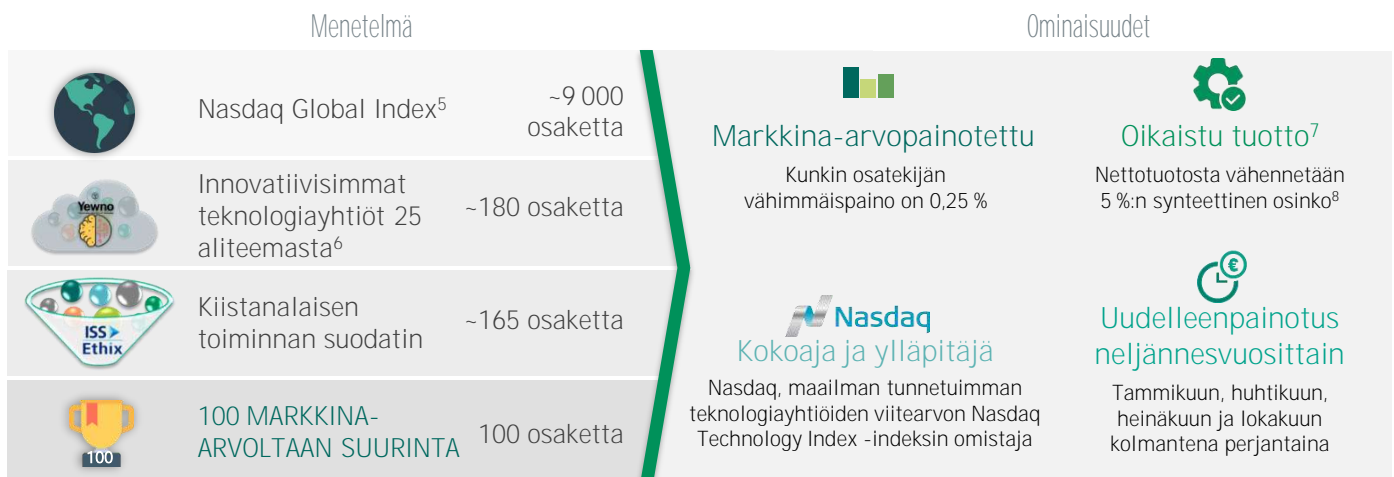 Menetelmä
Nasdaq Global Index⁵
~9 000
osaketta
Yewno
Innovatiivisimmat
teknologiayhtiöt 25
aliteemasta⁶
~180 osaketta
ISS
Ethix
Kiistanalaisen
toiminnan suodatin
~165 osaketta
100
100 MARKKINA-
ARVOLTAAN SUURINTA
100 osaketta
Ominaisuudet
Markkina-arvopainotettu
Kunkin osatekijän
vähimmäispaino on 0,25 %
Oikaistu tuotto⁷
Nettotuotosta vähennetään
5 %:n synteettinen osinko⁸
Nasdaq
Kokoaja ja ylläpitäjä
Nasdaq, maailman tunnetuimman
teknologiayhtiöiden viitearvon Nasdaq
Technology Index -indeksin omistaja
€
Uudelleenpainotus
neljännesvuosittain
Tammikuun, huhtikuun,
heinäkuun ja lokakuun
kolmantena perjantaina